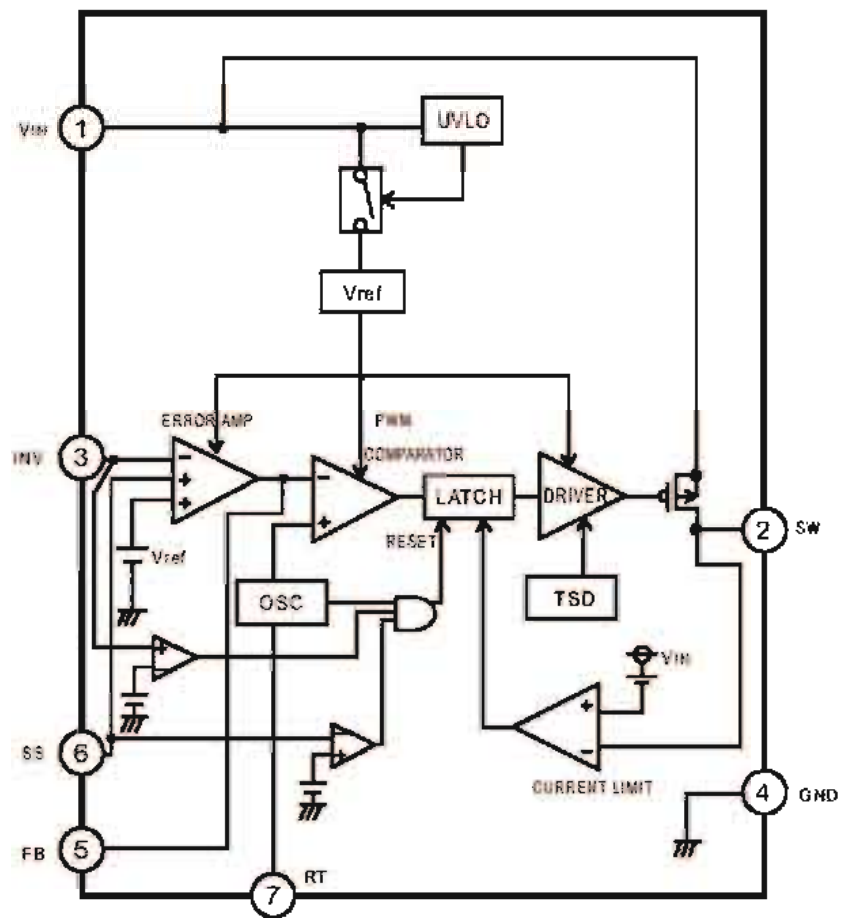 VIN
1
UVLO
Vref
ERROR AMP
PWM
COMPARATOR
INV
3
-
+
+
-
+
LATCH
DRIVER
2
SW
Vref
RESET
OSC
TSD
+
-
VIN
+
-
SS
6
-
+
CURRENT LIMIT
4
GND
FB
5
7
RT